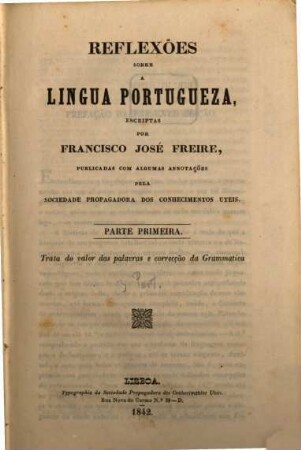 REFLEXÕES
SOBRE
A
LINGUA PORTUGUEZA,
ESCRIPTAS
POR
FRANCISCO JOSÉ FREIRE,
PUBLICADAS COM ALGUMAS ANNOTAÇÕES
PELA
SOCIEDADE PROPAGADORA DOS CONHECIMENTOS UTEIS.
PARTE PRIMEIRA.
Trata do valor das palavras e correcção da Grammatica
LISBOA.
Typographia da Sociedade Propagadora dos Conhecimentos Uteis.
Rua Nova do Carmo N.º 39—D.
1842.